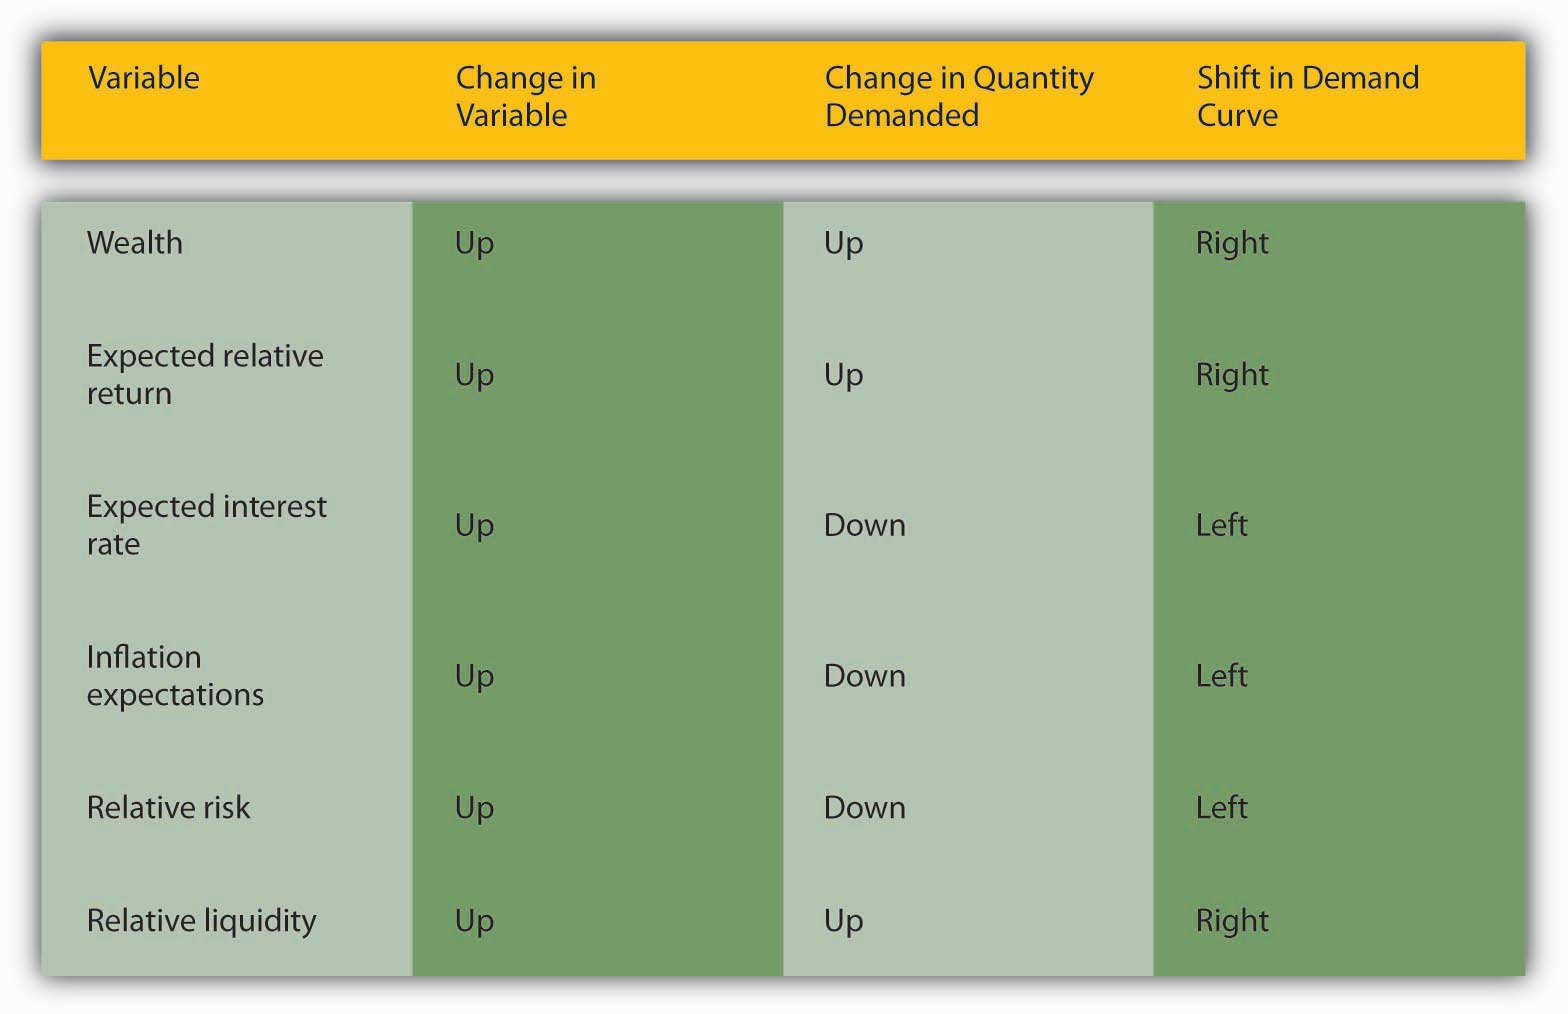 Variable
Change in
Variable
Change in Quantity
Demanded
Shift in Demand
Curve
Wealth
Up
Up
Right
Expected relative
return
Up
Up
Right
Expected interest
rate
Up
Down
Left
Inflation
expectations
Up
Down
Left
Relative risk
Up
Down
Left
Relative liquidity
Up
Up
Right